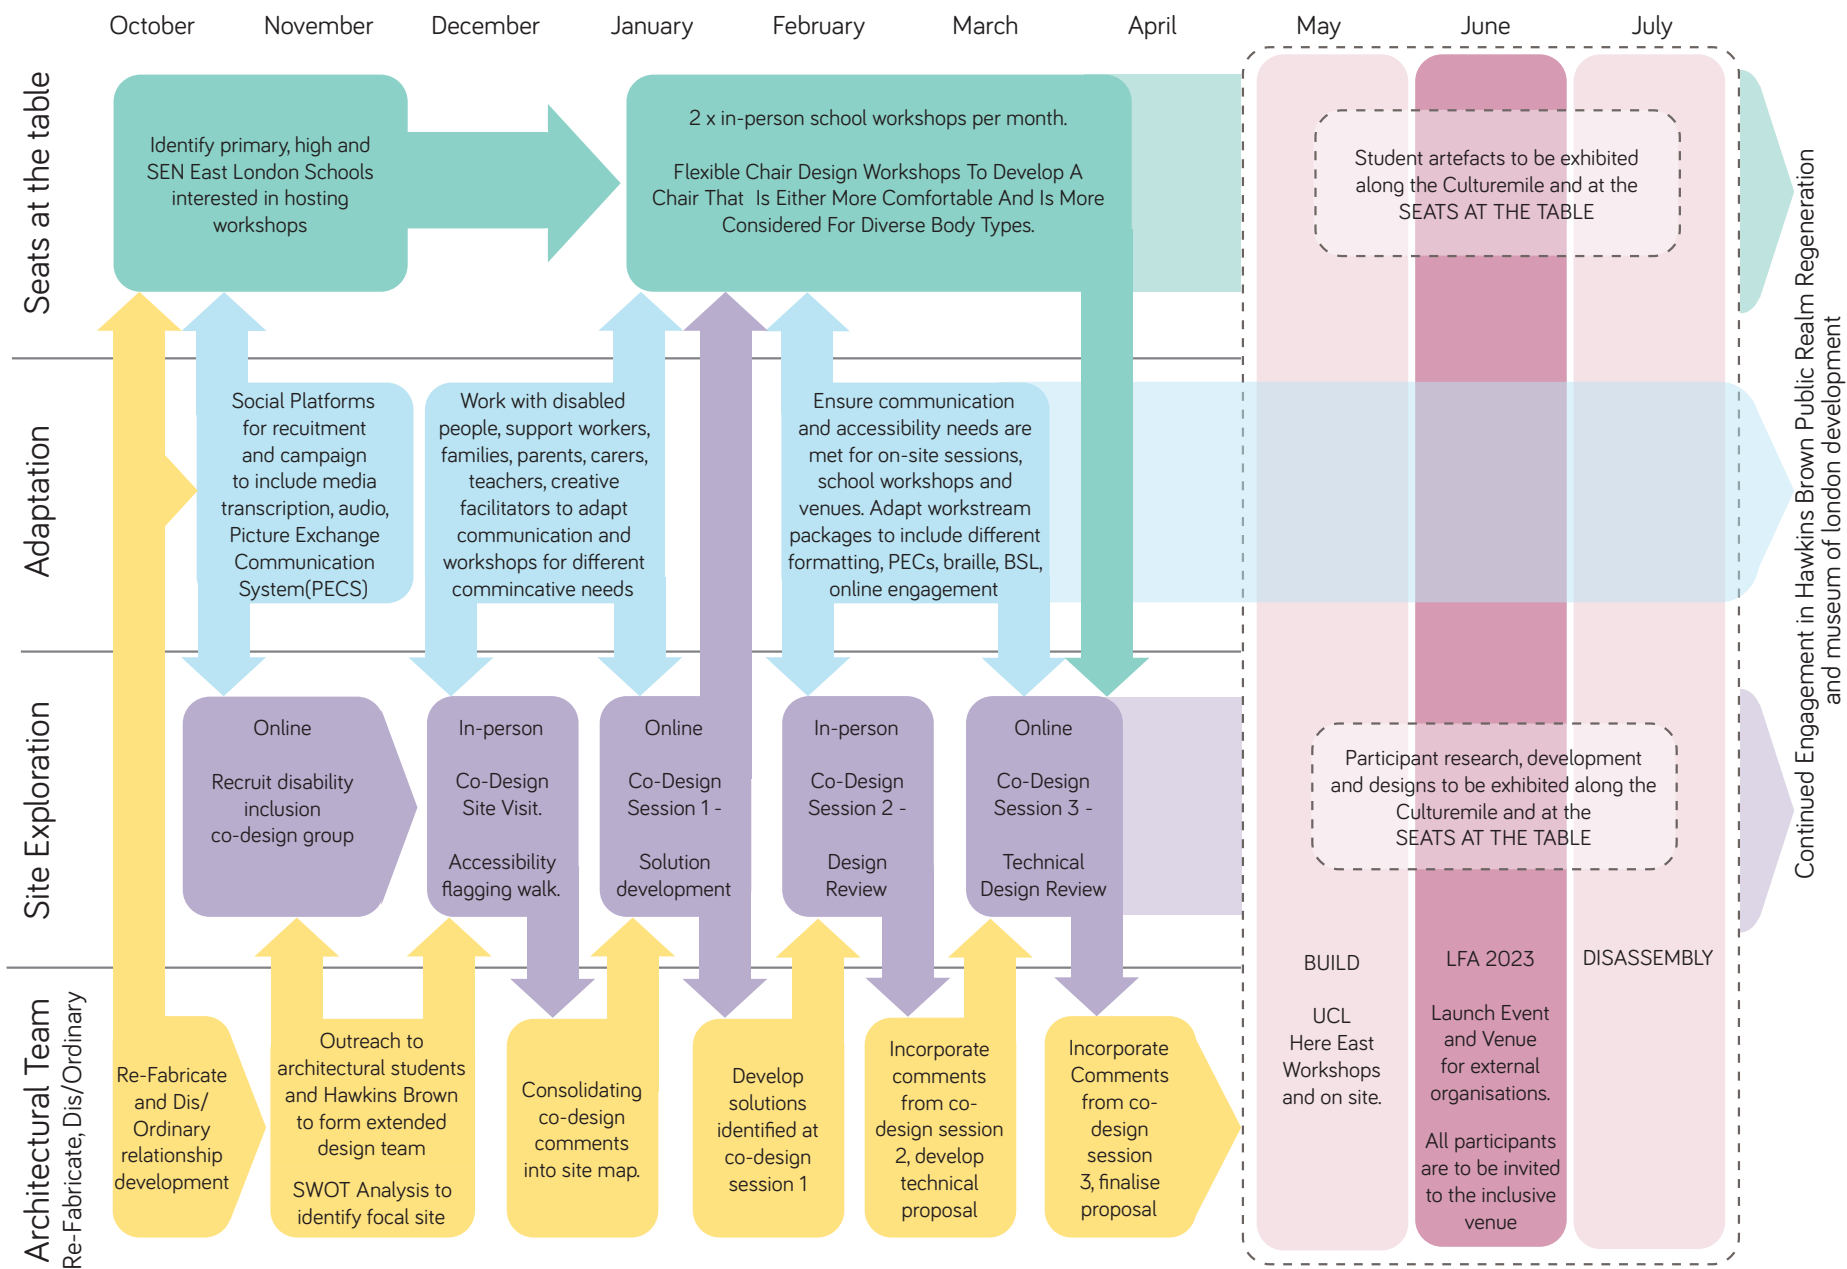 October
November
December
January
February
March
April
May
June
July
Seats at the table
Identify primary, high and
SEN East London Schools
interested in hosting
workshops
2 x in-person school workshops per month.
Flexible Chair Design Workshops To Develop A
Chair That Is Either More Comfortable And Is More
Considered For Diverse Body Types.
Student artefacts to be exhibited
along the Culturemile and at the
SEATS AT THE TABLE
Adaptation
Social Platforms
for recuitment
and campaign
to include media
transcription, audio,
Picture Exchange
Communication
System(PECS)
Work with disabled
people, support workers,
families, parents, carers,
teachers, creative
facilitators to adapt
communication and
workshops for different
commincative needs
Ensure communication
and accessibility needs are
met for on-site sessions,
school workshops and
venues. Adapt workstream
packages to include different
formatting, PECs, braille, BSL,
online engagement
Site Exploration
Online
Recruit disability
inclusion
co-design group
In-person
Co-Design
Site Visit.
Accessibility
flagging walk.
Online
Co-Design
Session 1 -
Solution
development
In-person
Co-Design
Session 2 -
Design
Review
Online
Co-Design
Session 3 -
Technical
Design Review
Participant research, development
and designs to be exhibited along the
Culturemile and at the
SEATS AT THE TABLE
Architectural Team
Re-Fabricate, Dis/Ordinary
Re-Fabricate
and Dis/
Ordinary
relationship
development
Outreach to
architectural students
and Hawkins Brown
to form extended
design team
SWOT Analysis to
identify focal site
Consolidating
co-design
comments
into site map.
Develop
solutions
identified at
co-design
session 1
Incorporate
comments
from co-
design session
2, develop
technical
proposal
Incorporate
Comments
from co-
design
session
3, finalise
proposal
BUILD
UCL
Here East
Workshops
and on site.
LFA 2023
Launch Event
and Venue
for external
organisations.
All participants
are to be invited
to the inclusive
venue
DISASSEMBLY
Continued Engagement in Hawkins Brown Public Realm Regeneration
and museum of london development